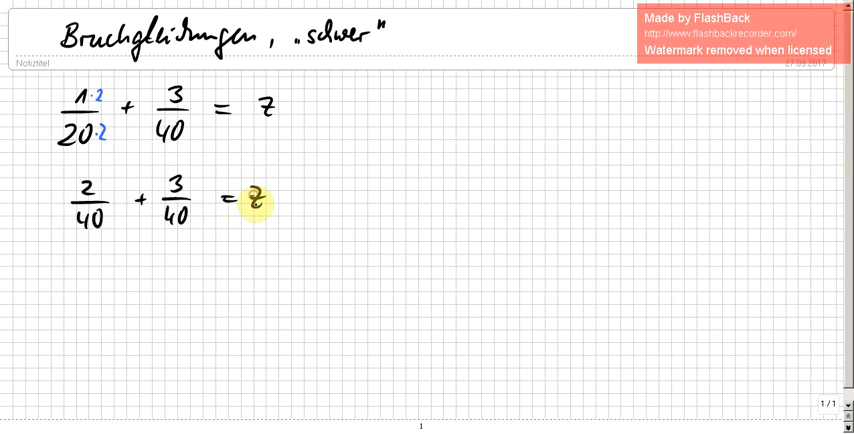 Bruchgleichungen, „schwer"
Made by FlashBack
http://www.flashbackrecorder.com/
Watermark removed when licensed
Notiztitel
27.09.2017
1·2/20·2 + 3/40 = z
2/40 + 3/40 = z
1 / 1
1